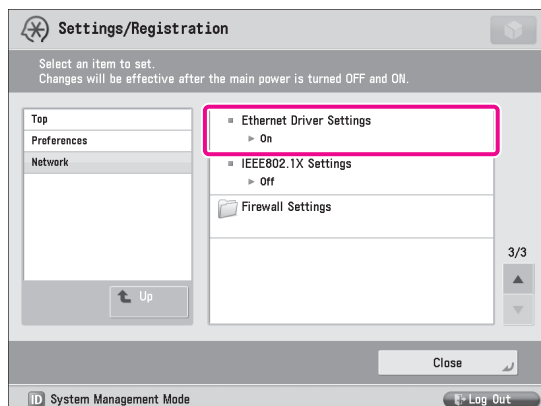 Settings/Registration
Select an item to set.
Changes will be effective after the main power is turned OFF and ON.
Top
Preferences
Network
Up
Ethernet Driver Settings
► On
IEEE802.1X Settings
► Off
Firewall Settings
3/3
Close
ID System Management Mode
Log Out